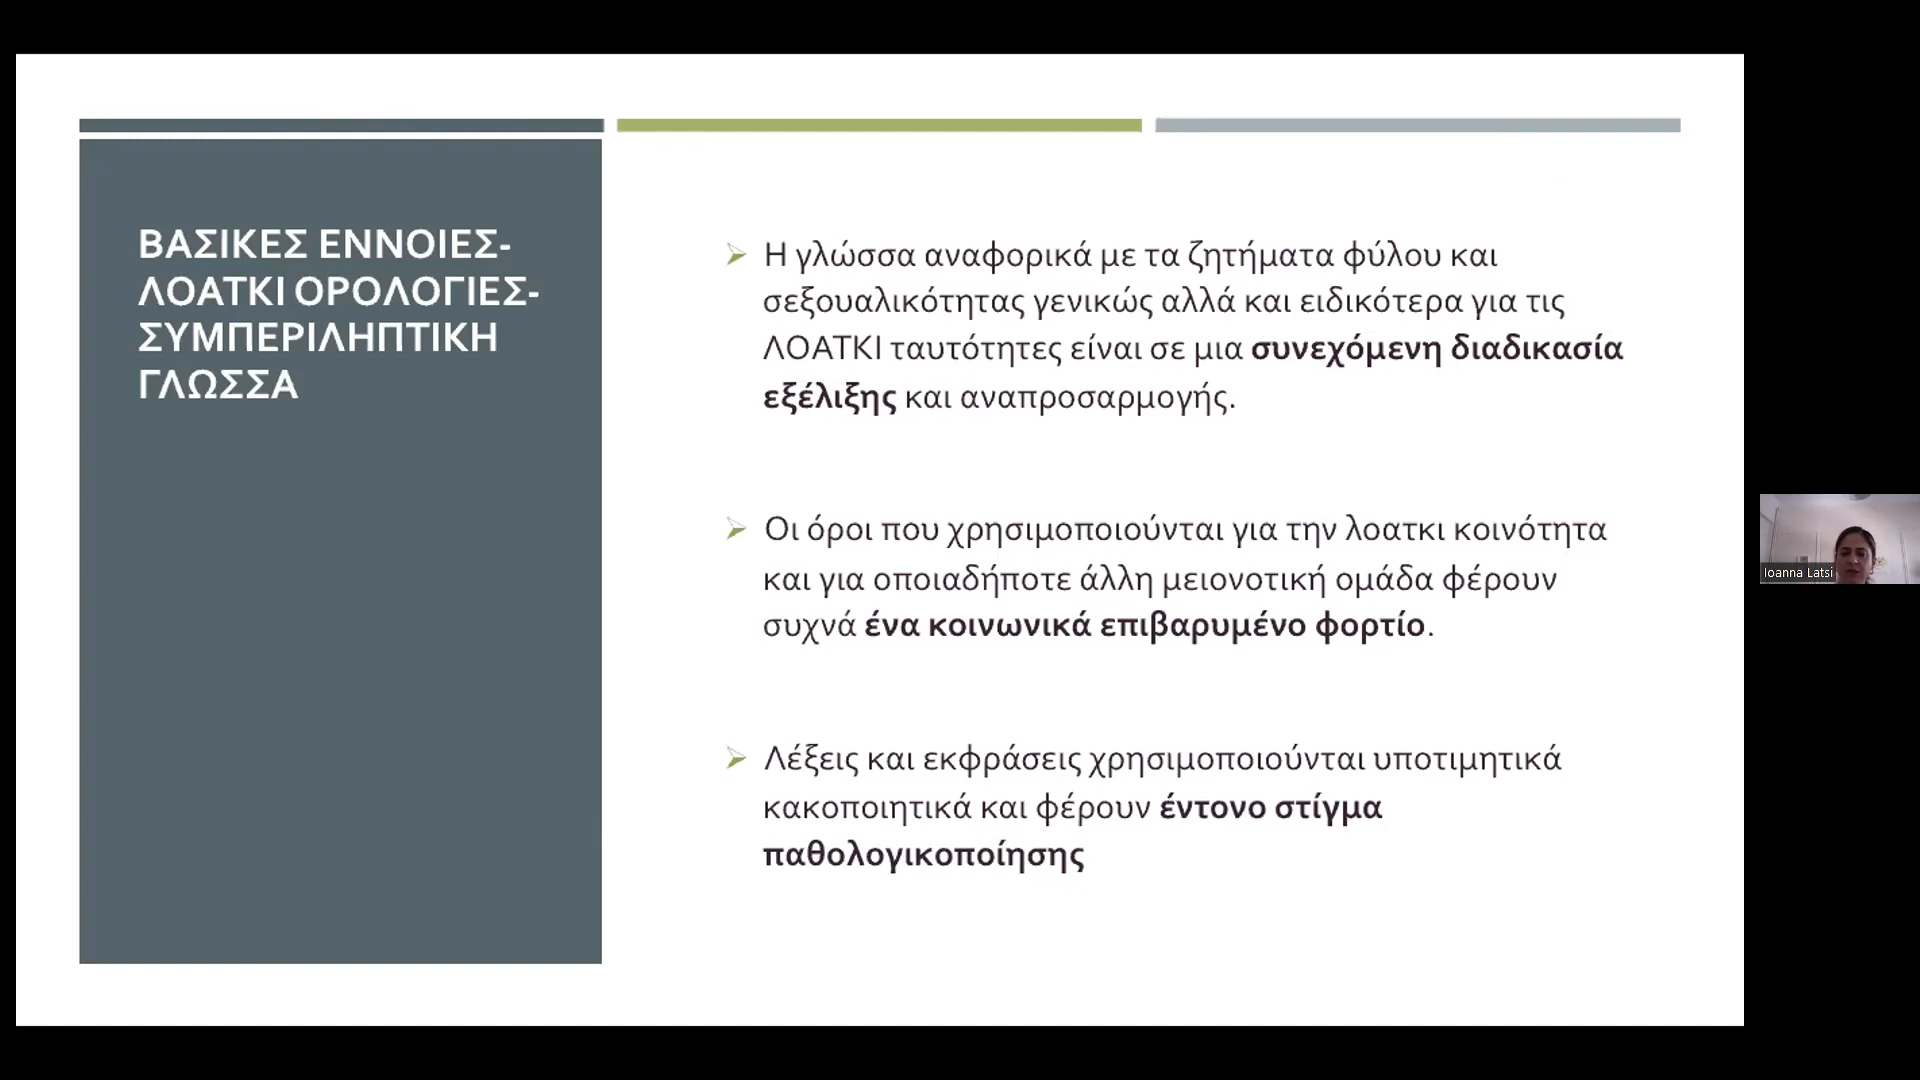 ΒΑΣΙΚΕΣ ΕΝΝΟΙΕΣ-
ΛΟΑΤΚΙ ΟΡΟΛΟΓΙΕΣ-
ΣΥΜΠΕΡΙΛΗΠΤΙΚΗ
ΓΛΩΣΣΑ
Η γλώσσα αναφορικά με τα ζητήματα φύλου και
σεξουαλικότητας γενικώς αλλά και ειδικότερα για τις
ΛΟΑΤΚΙ ταυτότητες είναι σε μια συνεχόμενη διαδικασία
εξέλιξης και αναπροσαρμογής.
Οι όροι που χρησιμοποιούνται για την λοατκι κοινότητα
και για οποιαδήποτε άλλη μειονοτική ομάδα φέρουν
συχνά ένα κοινωνικά επιβαρυμένο φορτίο.
Λέξεις και εκφράσεις χρησιμοποιούνται υποτιμητικά
κακοποιητικά και φέρουν έντονο στίγμα
παθολογικοποίησης
Ioanna Latsi